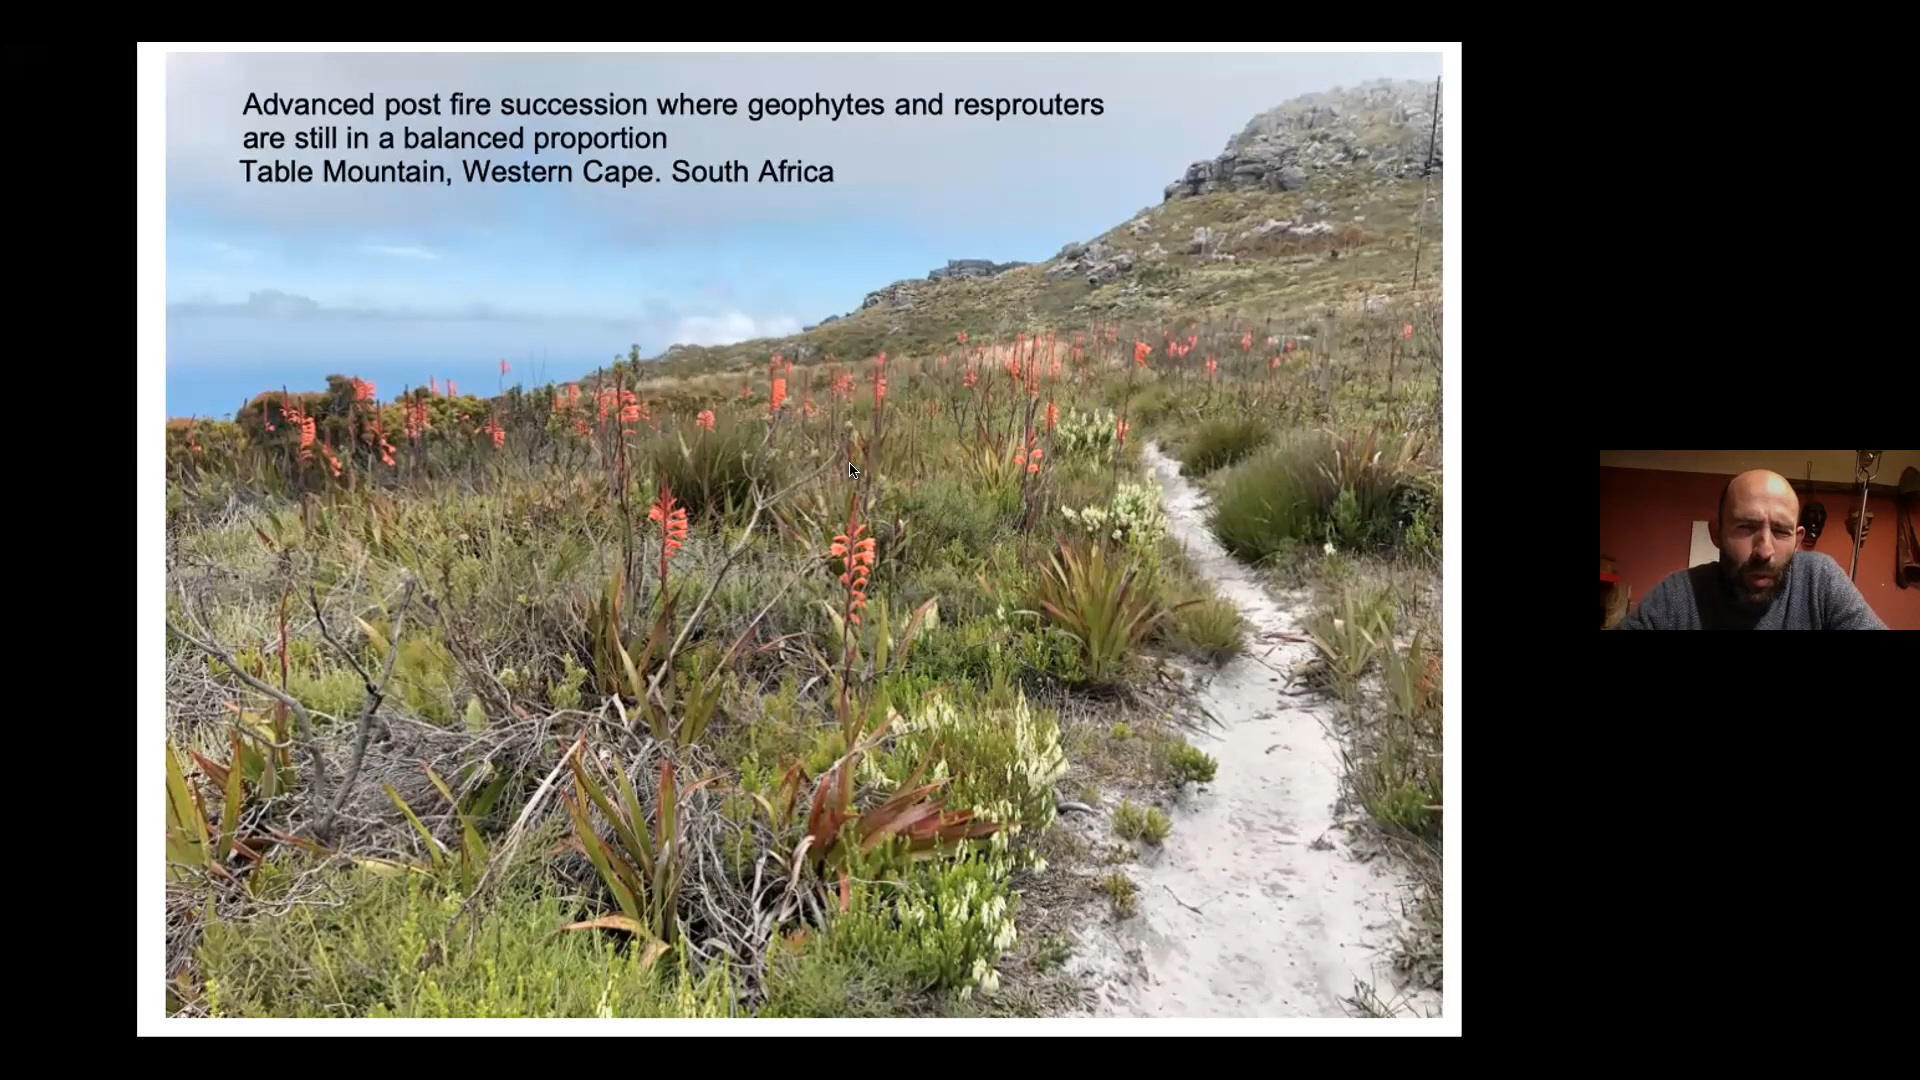 Advanced post fire succession where geophytes and resprouters
are still in a balanced proportion
Table Mountain, Western Cape. South Africa